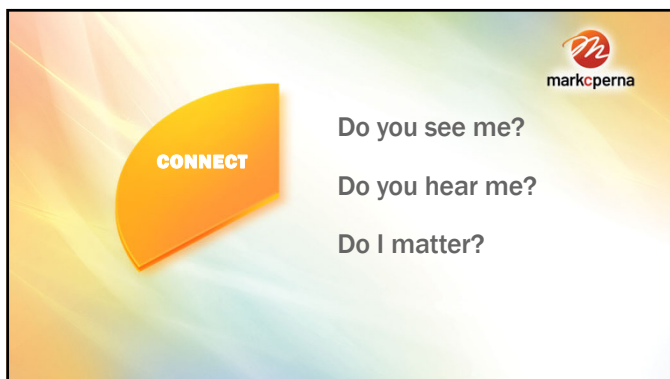 markcperna
CONNECT
Do you see me?
Do you hear me?
Do I matter?